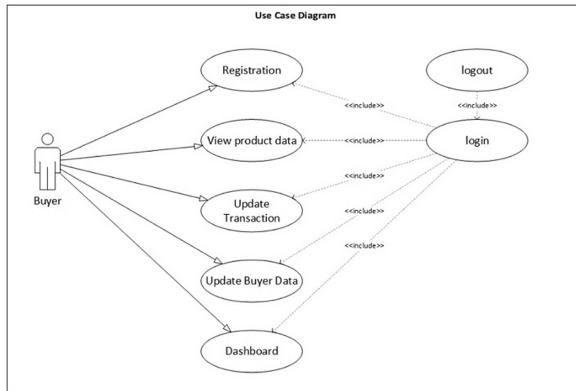 Use Case Diagram
Registration
logout
<<include>>
<<include>>
View product data
<<include>>
login
<<include>>
Buyer
Update
Transaction
<<include>>
<<include>>
Update Buyer Data
Dashboard